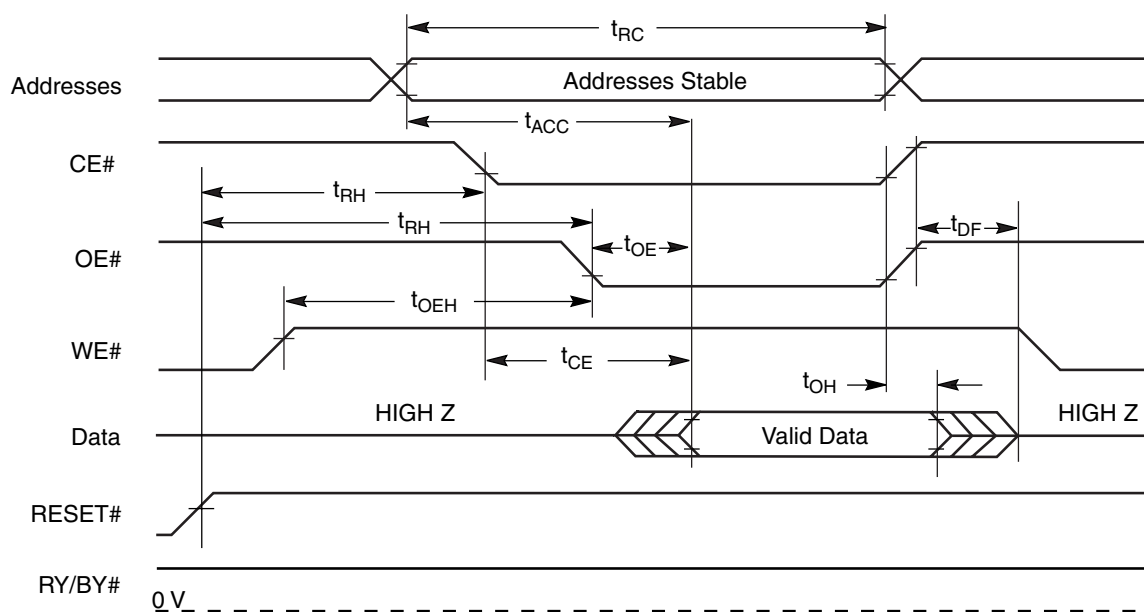 tRC
Addresses
Addresses Stable
tACC
CE#
tRH
tRH
tOE
tDF
OE#
tOEH
WE#
tCE
tOH
HIGH Z
HIGH Z
Data
Valid Data
RESET#
RY/BY#
0 V